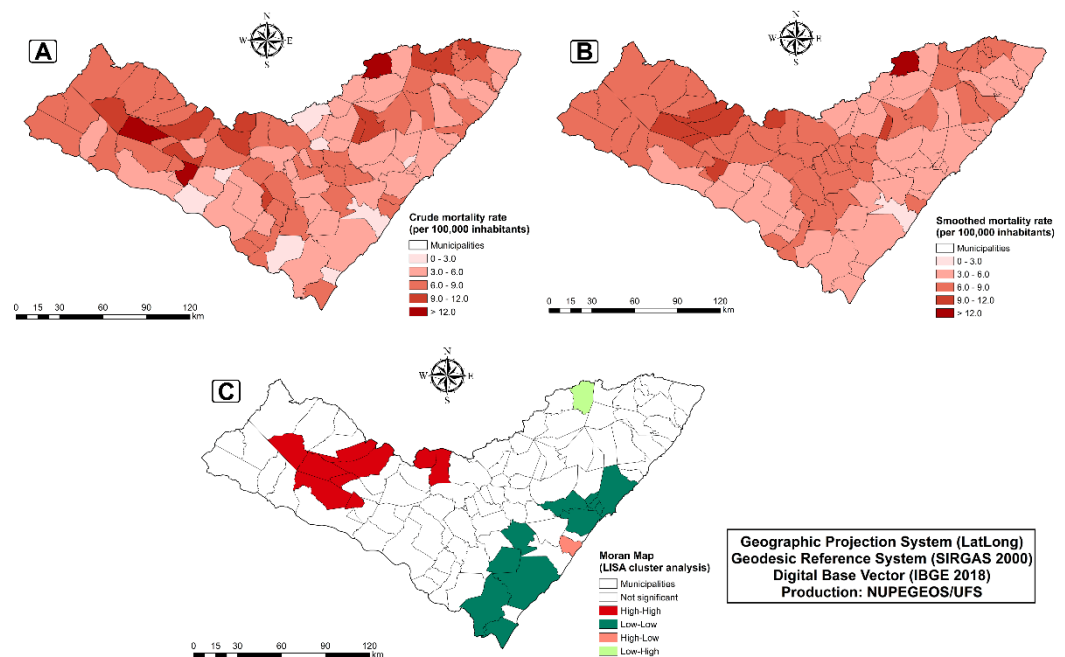 A
N
W E
S
Crude mortality rate
(per 100,000 inhabitants)
Municipalities
0 - 3.0
3.0 - 6.0
6.0 - 9.0
9.0 - 12.0
> 12.0
0 15 30 60 90 120
km
B
N
W E
S
Smoothed mortality rate
(per 100,000 inhabitants)
Municipalities
0 - 3.0
3.0 - 6.0
6.0 - 9.0
9.0 - 12.0
> 12.0
0 15 30 60 90 120
km
C
N
W E
S
Moran Map
(LISA cluster analysis)
Municipalities
Not significant
High-High
Low-Low
High-Low
Low-High
0 15 30 60 90 120
km
Geographic Projection System (LatLong)
Geodesic Reference System (SIRGAS 2000)
Digital Base Vector (IBGE 2018)
Production: NUPEGEOS/UFS